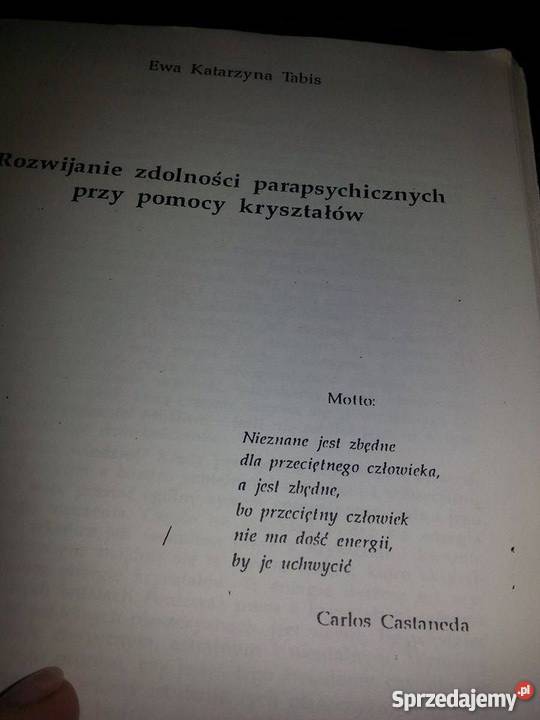 Ewa Katarzyna Tabis
Rozwijanie zdolności parapsychicznych
przy pomocy kryształów
Motto:
Nieznane jest zbędne
dla przeciętnego człowieka,
a jest zbędne,
bo przeciętny człowiek
nie ma dość energii,
by je uchwycić
Carlos Castaneda
Sprzedajemy.pl